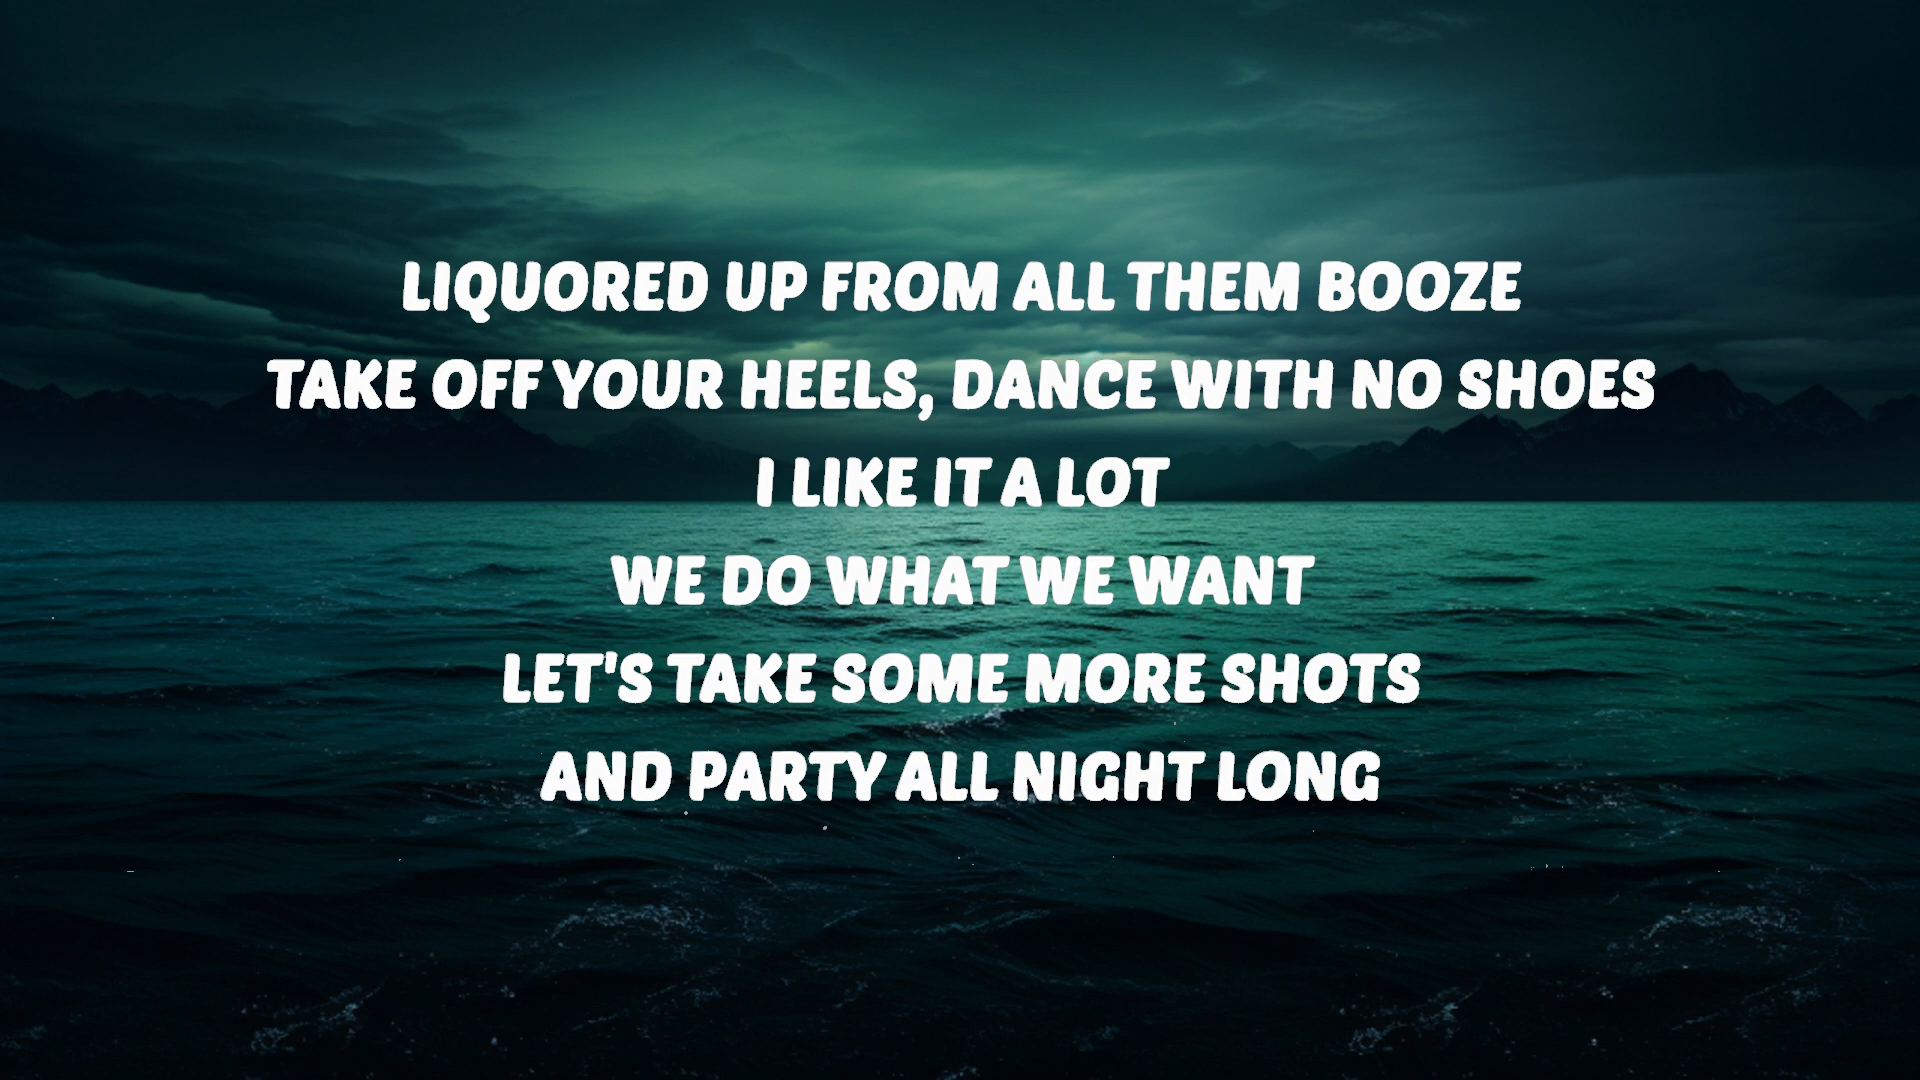 LIQUORED UP FROM ALL THEM BOOZE
TAKE OFF YOUR HEELS, DANCE WITH NO SHOES
I LIKE IT A LOT
WE DO WHAT WE WANT
LET'S TAKE SOME MORE SHOTS
AND PARTY ALL NIGHT LONG